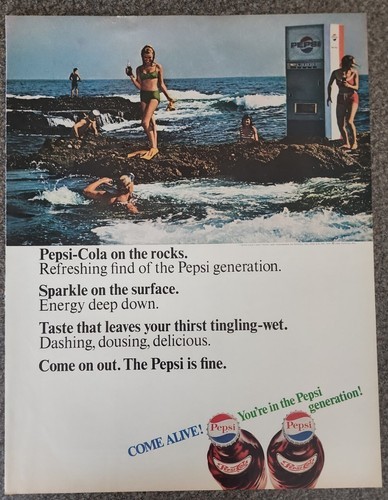 PEPSI
Pepsi-Cola on the rocks.
Refreshing find of the Pepsi generation.
Sparkle on the surface.
Energy deep down.
Taste that leaves your thirst tingling-wet.
Dashing, dousing, delicious.
Come on out. The Pepsi is fine.
COME ALIVE! You're in the Pepsi
generation!
Pepsi
Pepsi